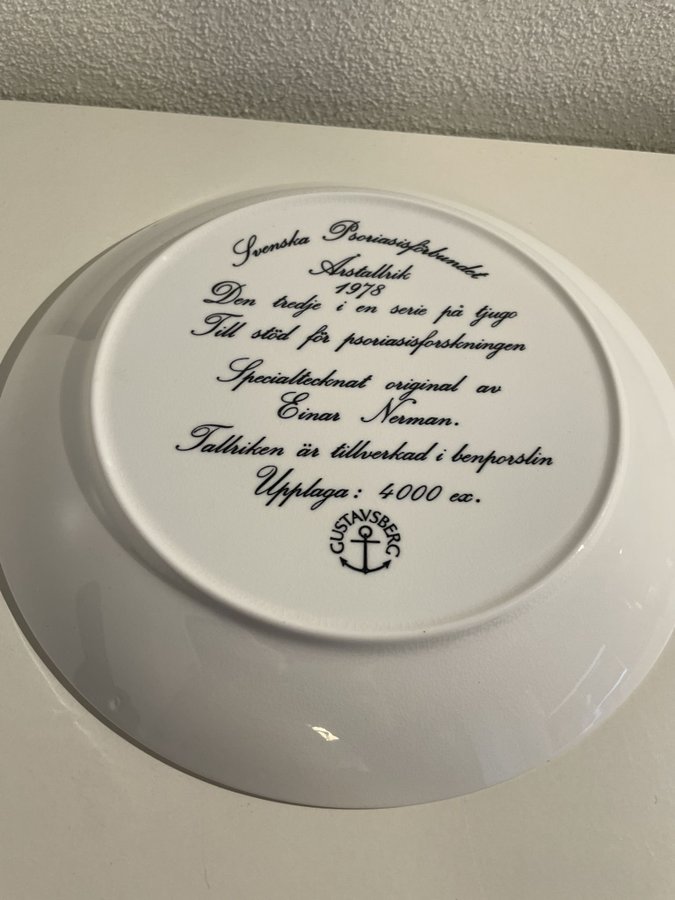 Svenska Psoriasisförbundet
Årstallrik
1978
Den tredje i en serie på tjugo
Till stöd för psoriasisforskningen
Specialtecknat original av
Einar Nerman.
Tallriken är tillverkad i benporslin
Upplaga: 4000 ex.
GUSTAVSBERG